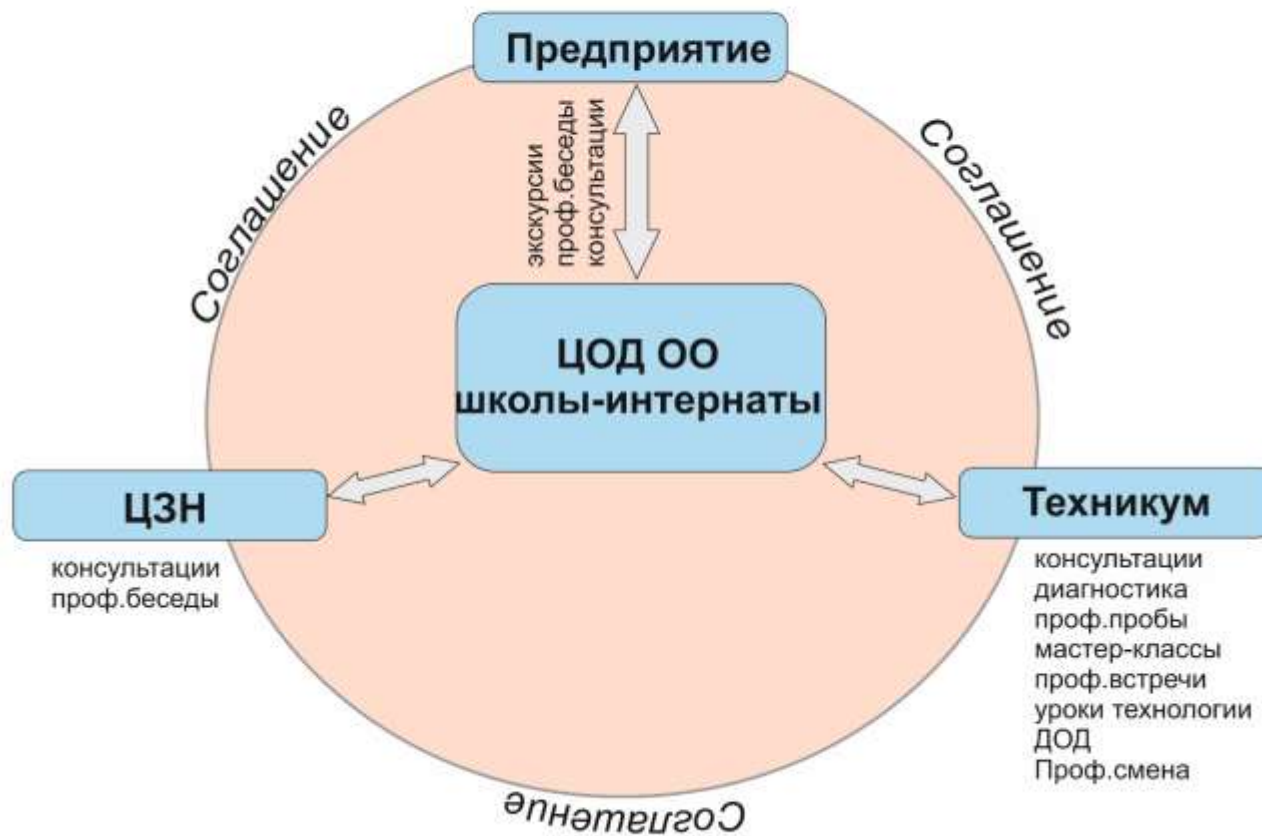 Предприятие
Соглашение
Соглашение
экскурсии
проф.беседы
консультации
ЦОД ОО
школы-интернаты
ЦЗН
консультации
проф.беседы
Техникум
консультации
диагностика
проф.пробы
мастер-классы
проф.встречи
уроки технологии
ДОД
Проф.смена
Соглашение